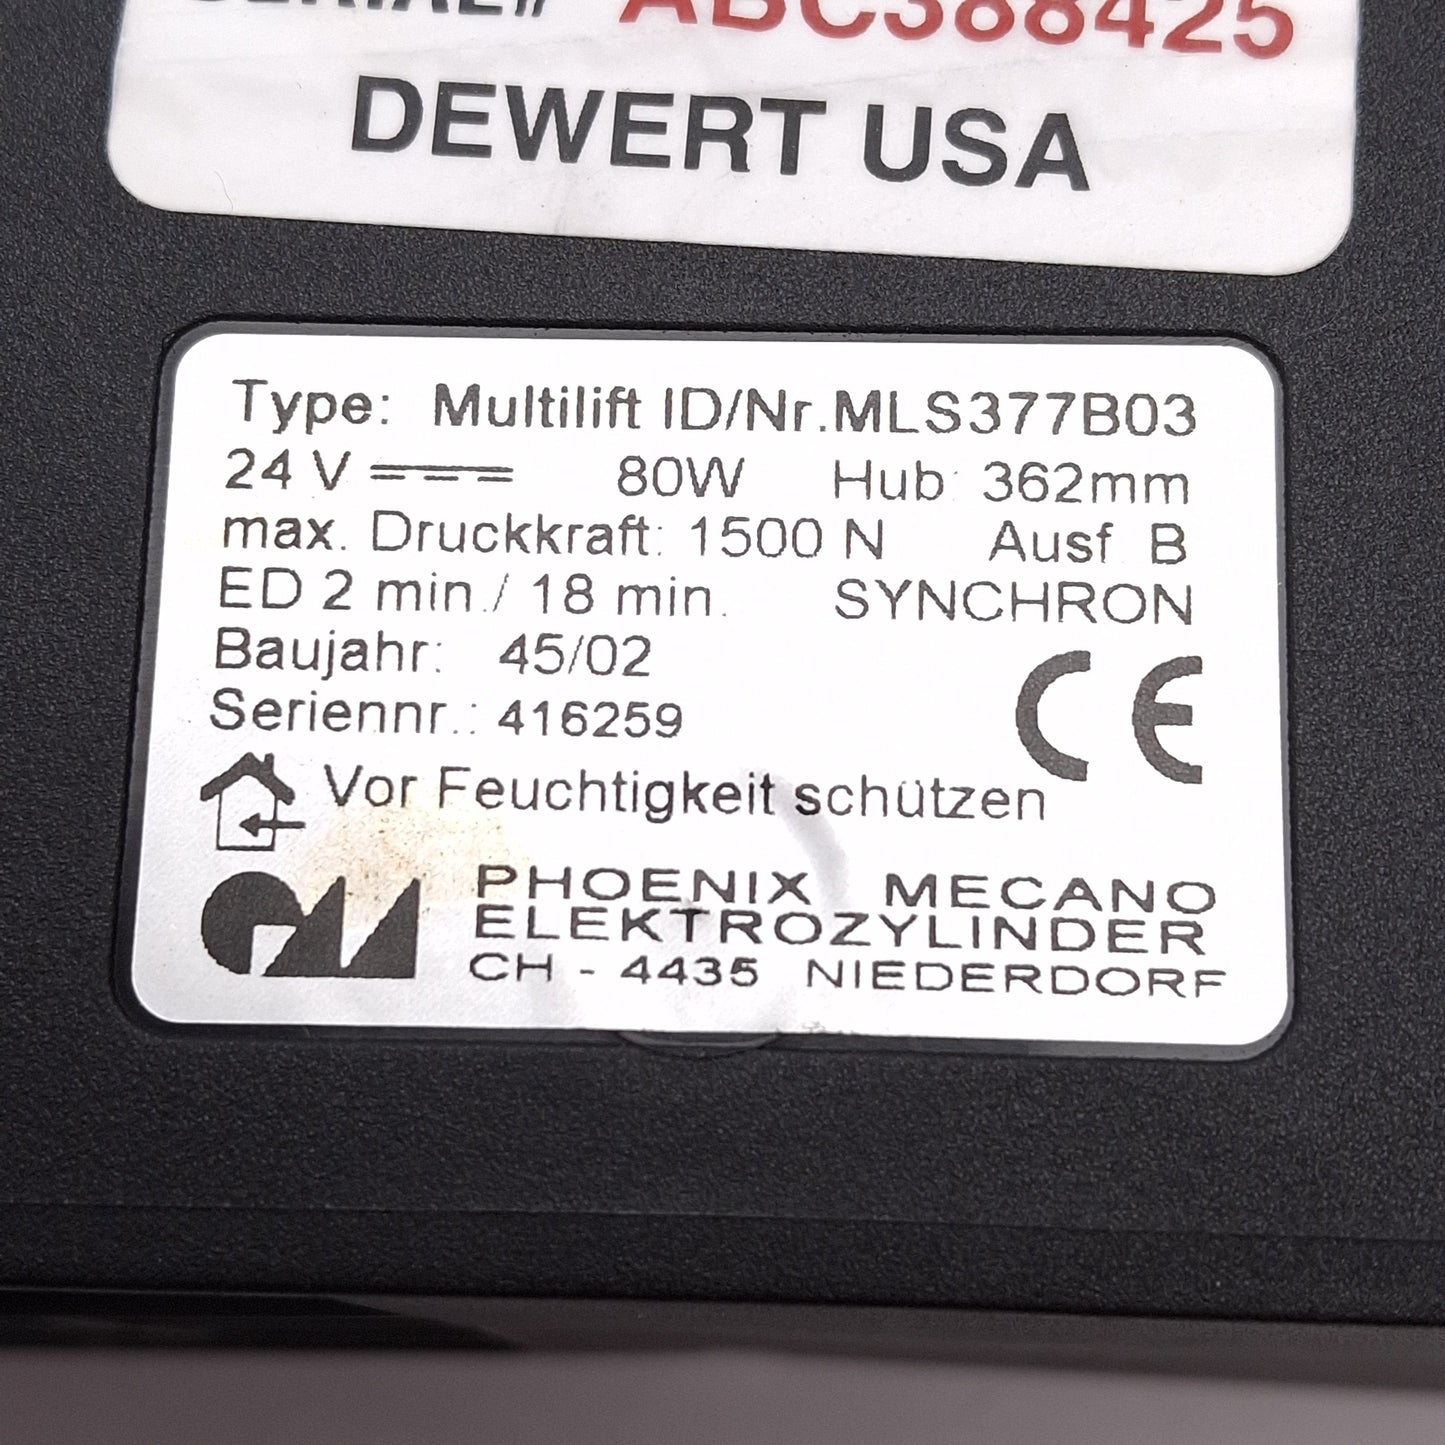 SERIAL# ABC388425
DEWERT USA
Type: Multilift ID/Nr.MLS377B03
24 V 80W Hub: 362mm
max. Druckkraft: 1500 N Ausf. B
ED 2 min./ 18 min. SYNCHRON
Baujahr: 45/02
Seriennr.: 416259
CE
Vor Feuchtigkeit schützen
PHOENIX MECANO
ELEKTROZYLINDER
CH - 4435 NIEDERDORF